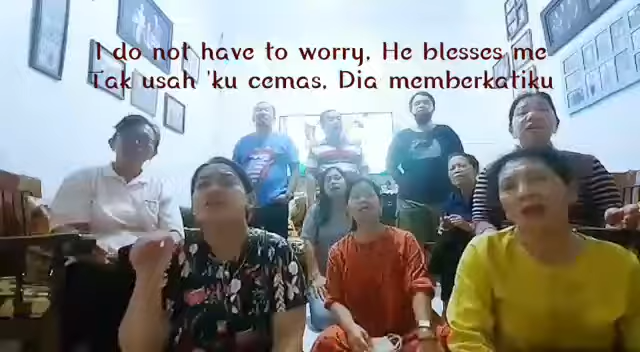 I do not have to worry, He blesses me
Tak usah 'ku cemas, Dia memberkatiku